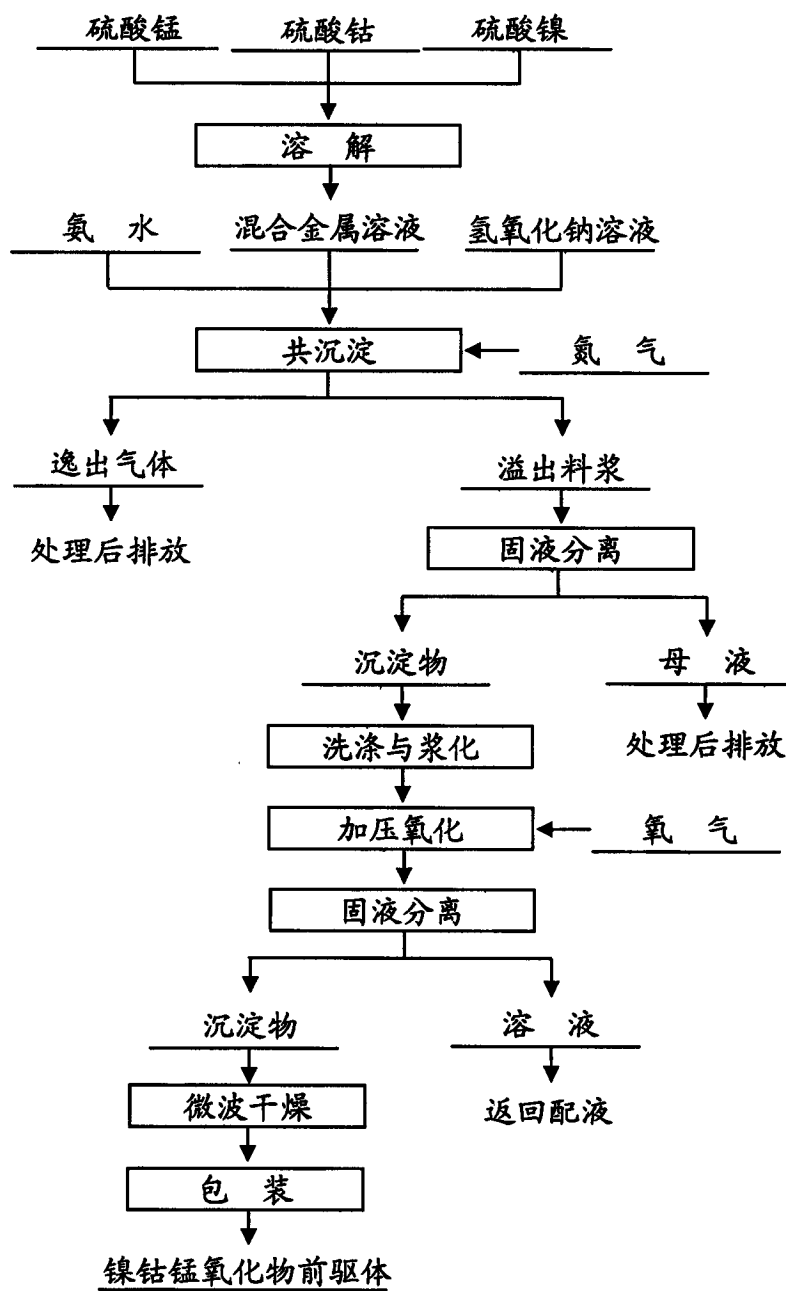 硫酸锰 硫酸钴 硫酸镍
溶 解
氨 水 混合金属溶液 氢氧化钠溶液
共沉淀 氮 气
逸出气体 溢出料浆
处理后排放 固液分离
沉淀物 母 液
洗涤与浆化 处理后排放
加压氧化 氧 气
固液分离
沉淀物 溶 液
微波干燥 返回配液
包 装
镍钴锰氧化物前驱体